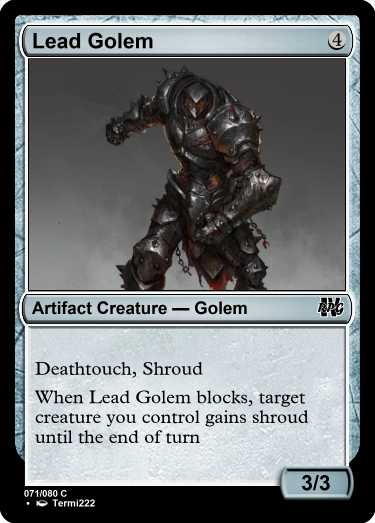 Lead Golem
4
Artifact Creature — Golem
RPG
Deathtouch, Shroud
When Lead Golem blocks, target
creature you control gains shroud
until the end of turn
3/3
071/080 C
• Termi222